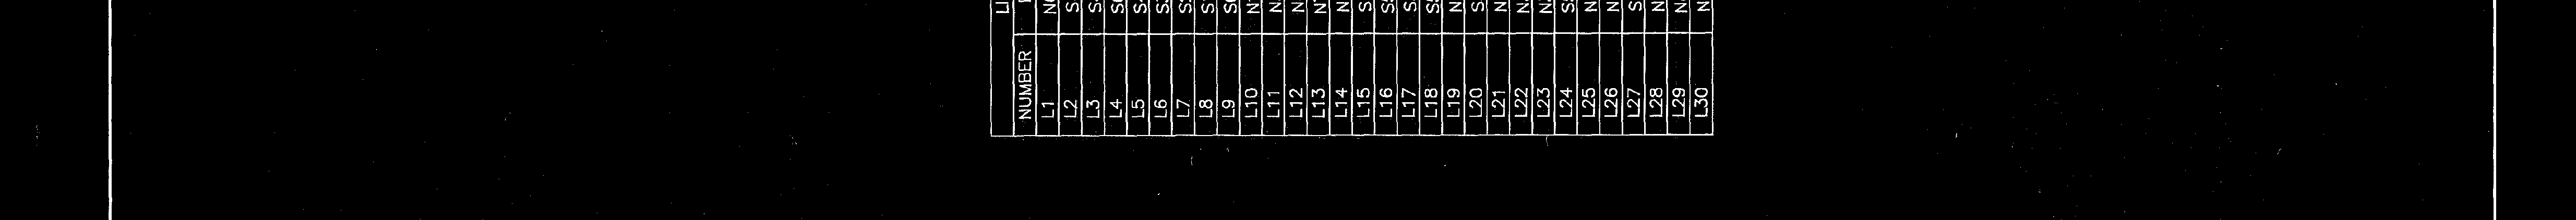 LI
NUMBER
L1 N
L2 S
L3 S
L4 S
L5 S
L6 S
L7 S
L8 S
L9 S
L10 N
L11 N
L12 N
L13 N
L14 N
L15 S
L16 S
L17 S
L18 S
L19 N
L20 S
L21 N
L22 N
L23 N
L24 S
L25 N
L26 N
L27 S
L28 N
L29 N
L30 N